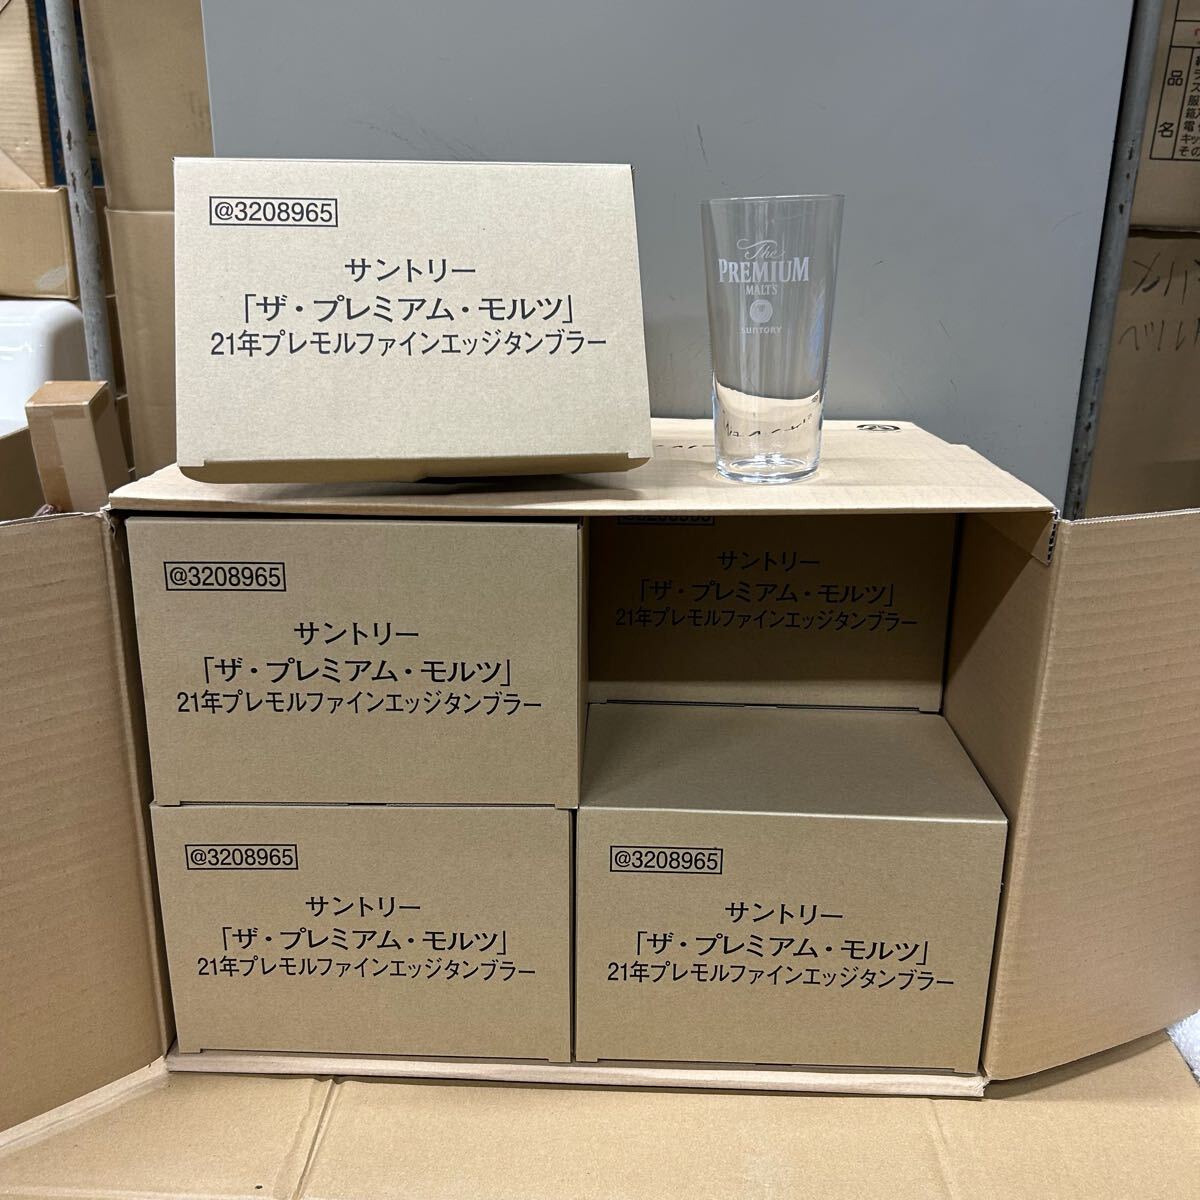 @3208965
サントリー
「ザ・プレミアム・モルツ」
21年プレモルファインエッジタンブラー
The
PREMIUM
MALT'S
SUNTORY
@3208965
サントリー
「ザ・プレミアム・モルツ」
21年プレモルファインエッジタンブラー
サントリー
「ザ・プレミアム・モルツ」
21年プレモルファインエッジタンブラー
@3208965
サントリー
「ザ・プレミアム・モルツ」
21年プレモルファインエッジタンブラー
@3208965
サントリー
「ザ・プレミアム・モルツ」
21年プレモルファインエッジタンブラー
品名